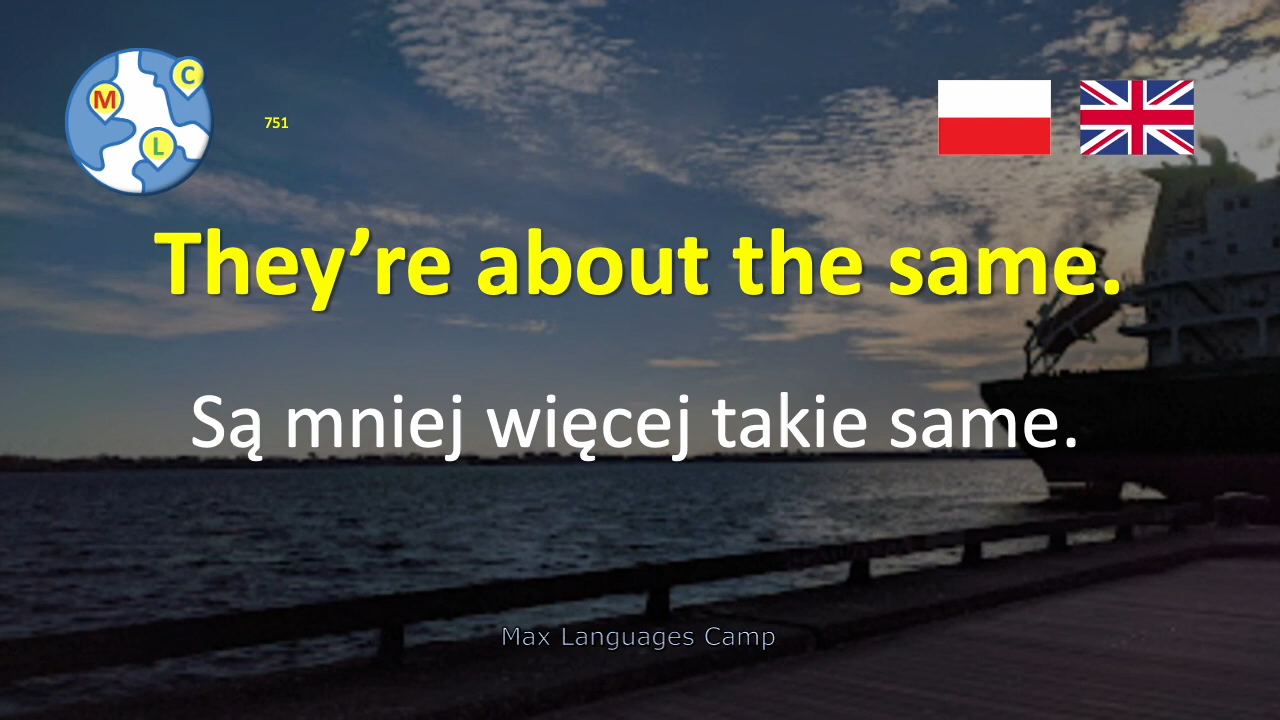 M
C
L
751
They’re about the same.
Są mniej więcej takie same.
Max Languages Camp